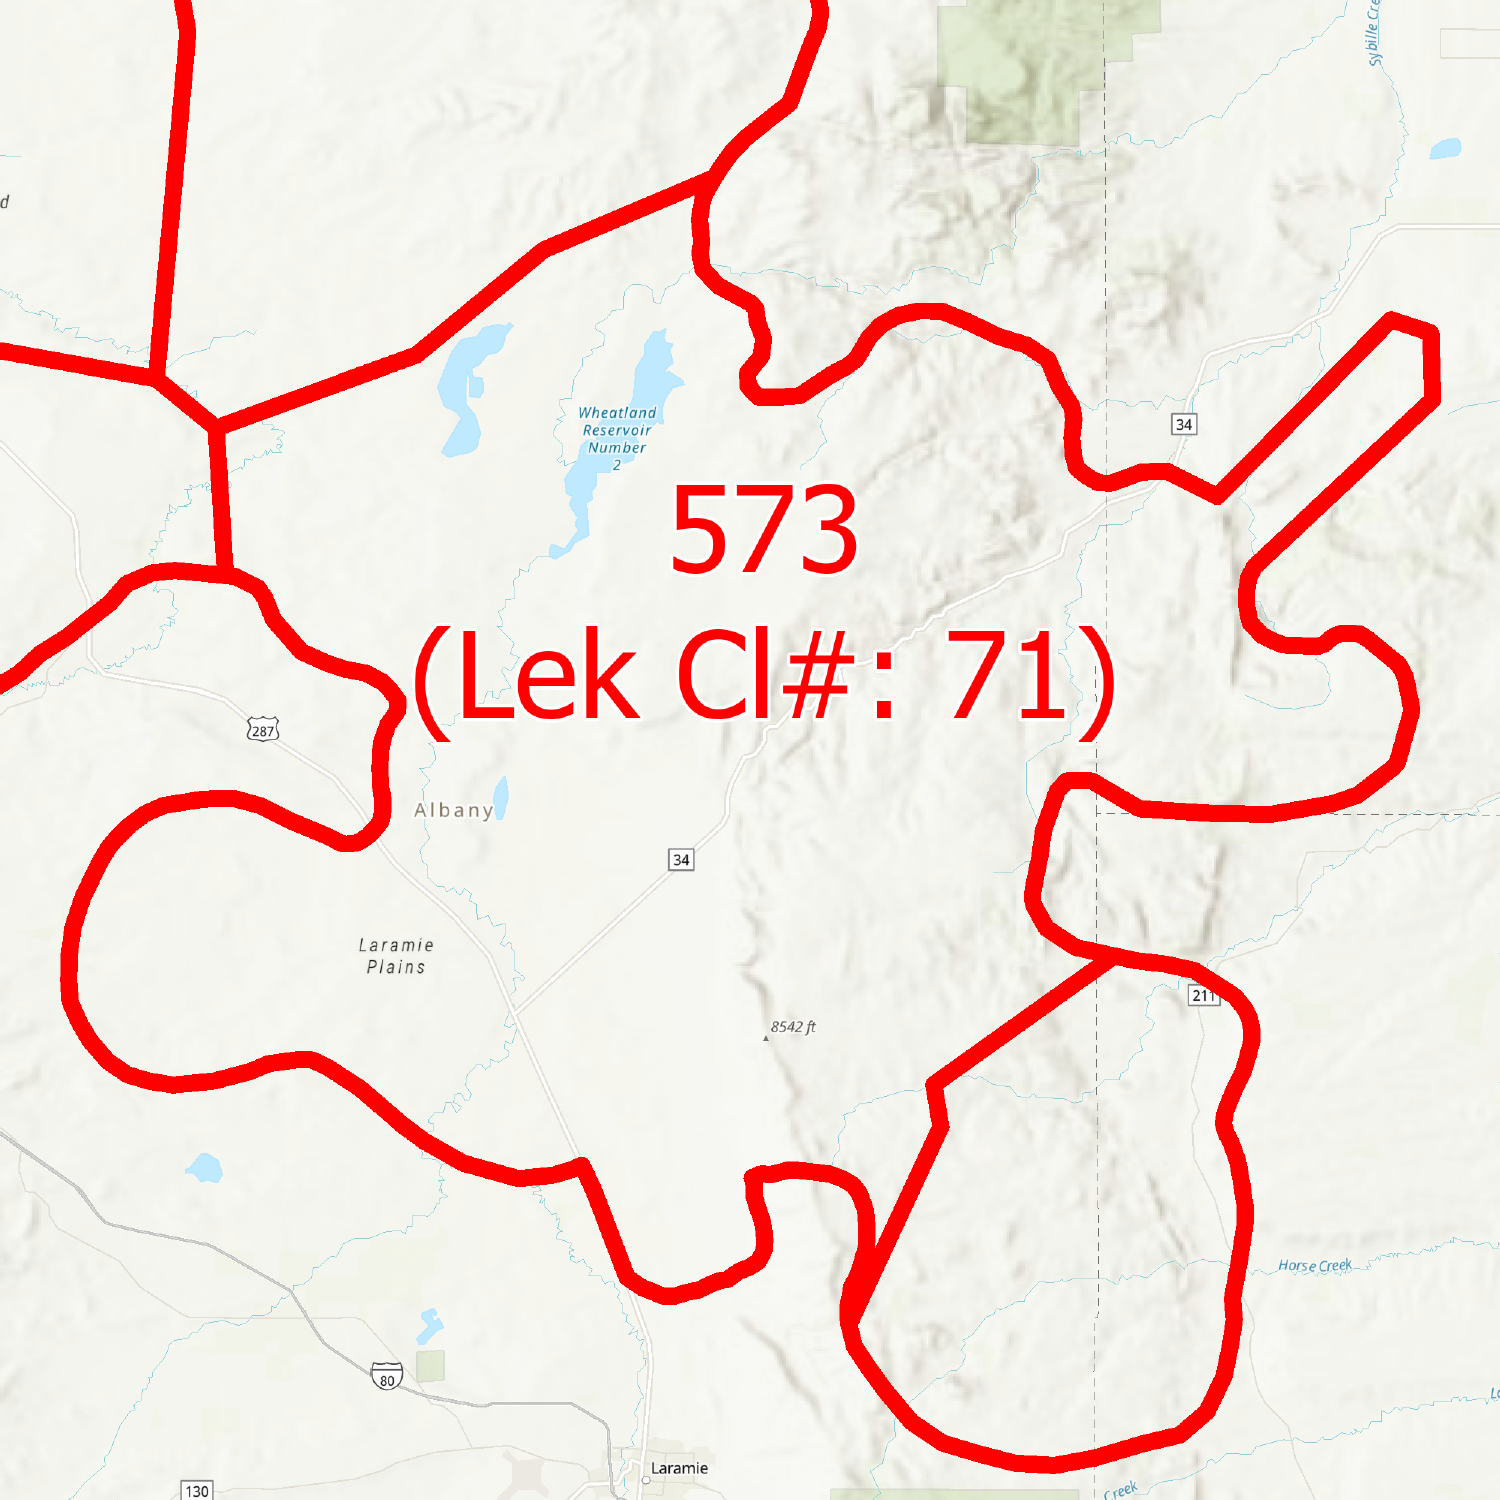 Sybille Cre
d
Wheatland
Reservoir
Number
2
34
573
(Lek Cl#: 71)
287
Albany
34
Laramie
Plains
211
8542 ft
Horse Creek
80
Laramie
130
Creek